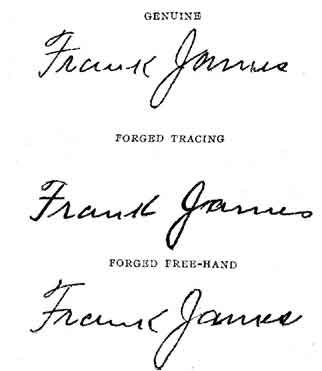 GENUINE
Frank James
FORGED TRACING
Frank James
FORGED FREE-HAND
Frank James